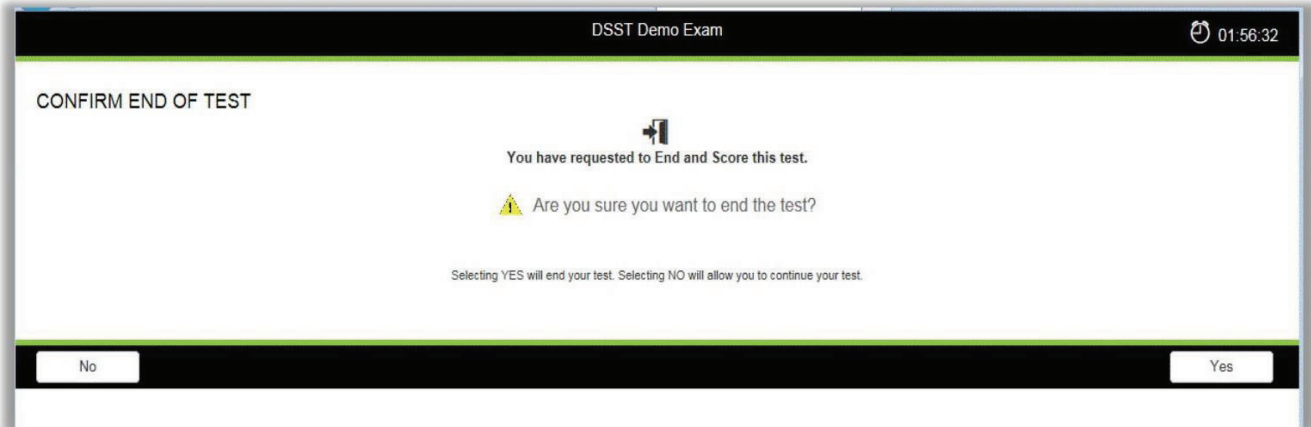 DSST Demo Exam
01:56:32
CONFIRM END OF TEST
You have requested to End and Score this test.
Are you sure you want to end the test?
Selecting YES will end your test. Selecting NO will allow you to continue your test.
No
Yes